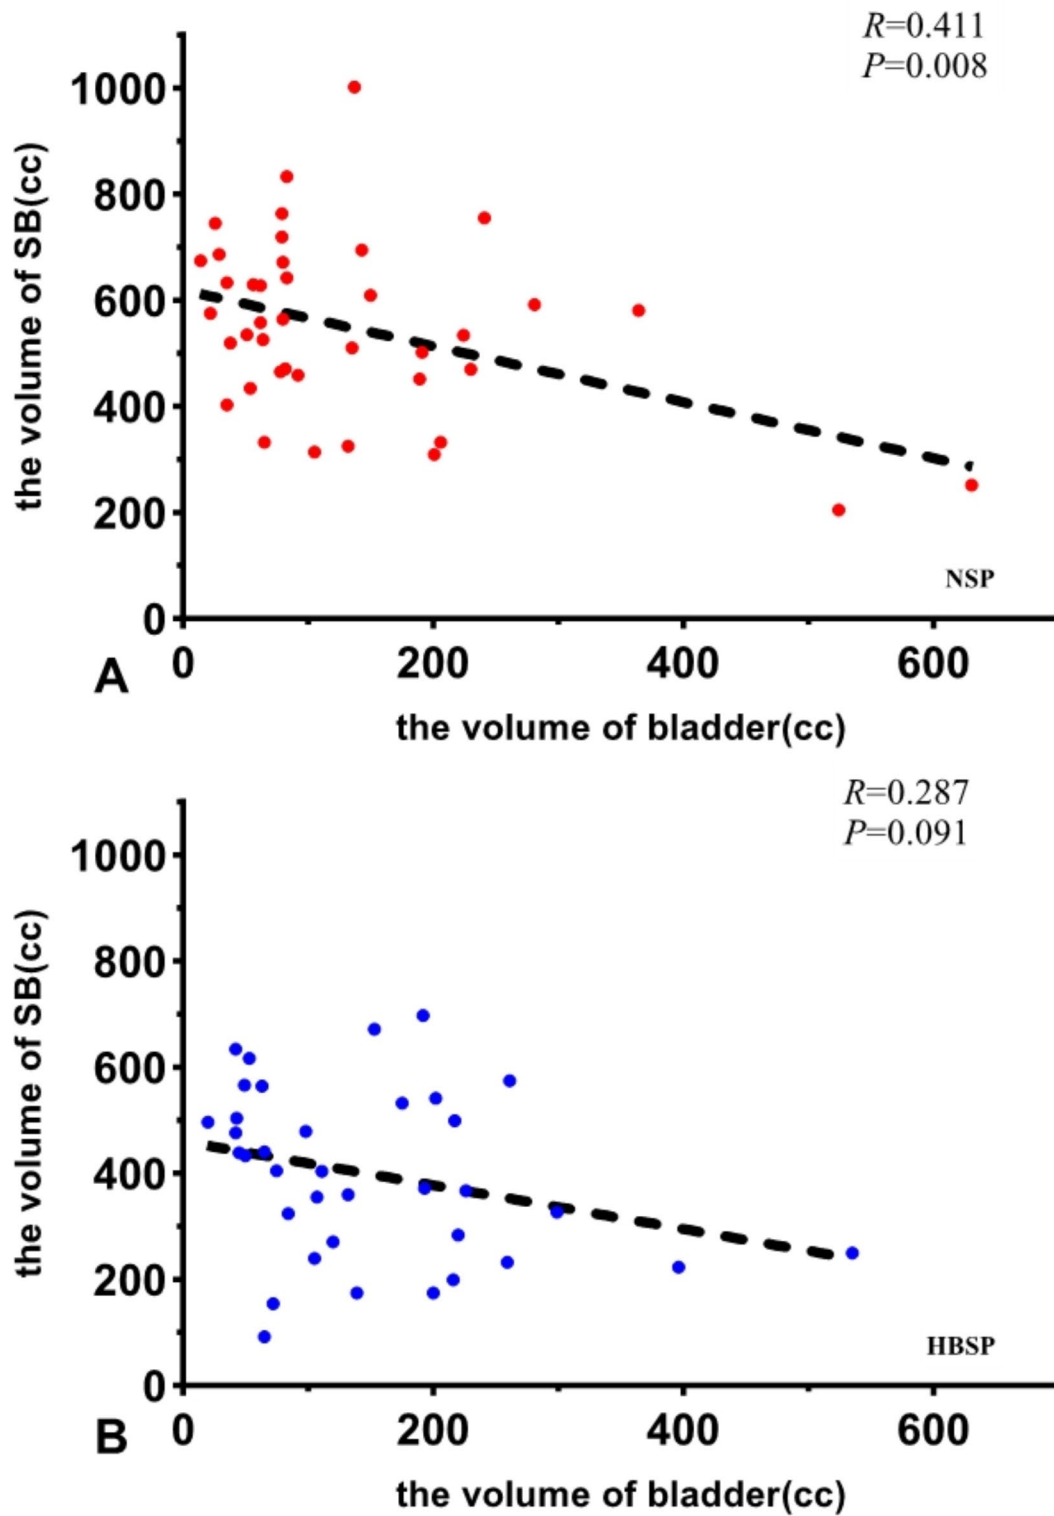 R=0.411
P=0.008
the volume of SB(cc)
1000
800
600
400
200
0
NSP
0 200 400 600
A
the volume of bladder(cc)
R=0.287
P=0.091
the volume of SB(cc)
1000
800
600
400
200
0
HBSP
0 200 400 600
B
the volume of bladder(cc)